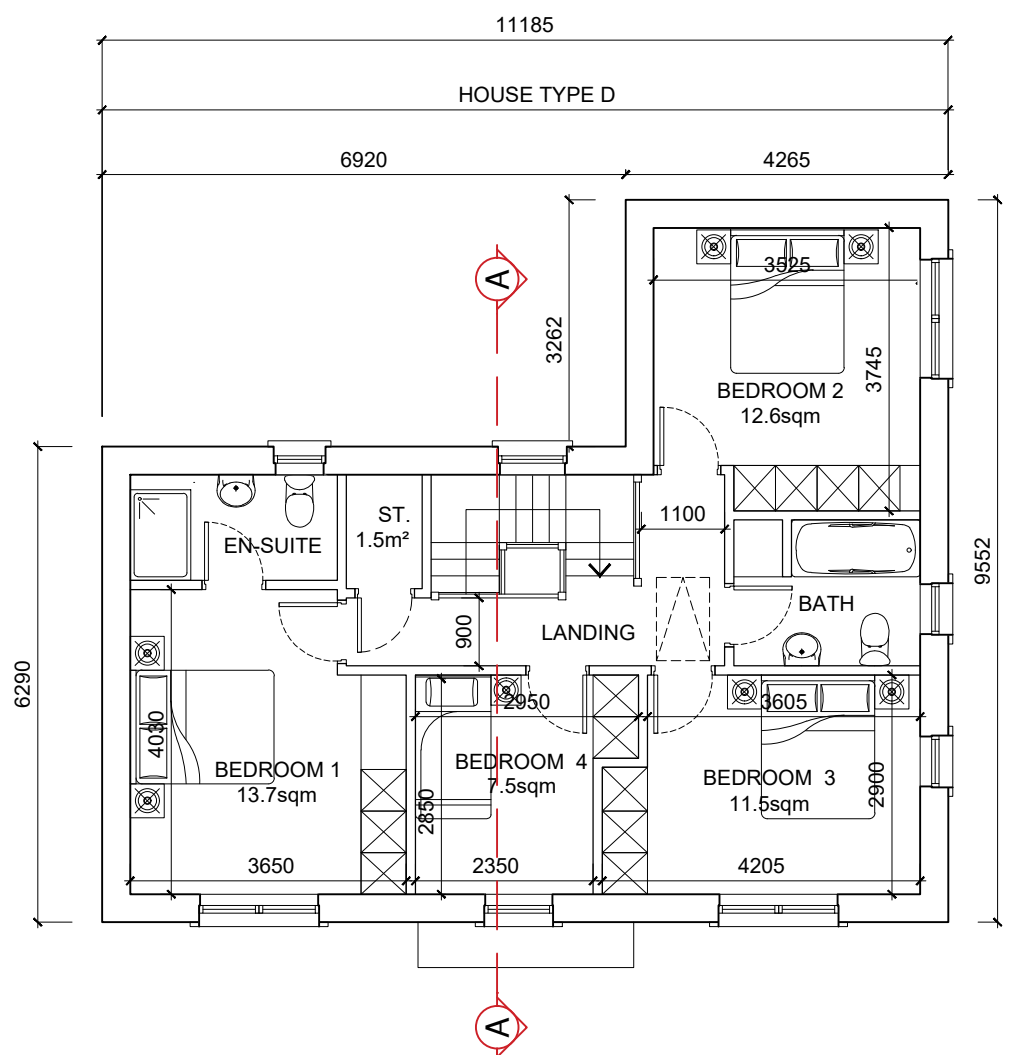 11185
HOUSE TYPE D
6920
4265
A
3525
3262
3745
BEDROOM 2
12.6sqm
ST.
1.5m²
1100
EN-SUITE
9552
BATH
900
LANDING
6290
2950
3605
4030
BEDROOM 1
13.7sqm
BEDROOM 4
7.5sqm
2850
BEDROOM 3
11.5sqm
2900
3650
2350
4205
A